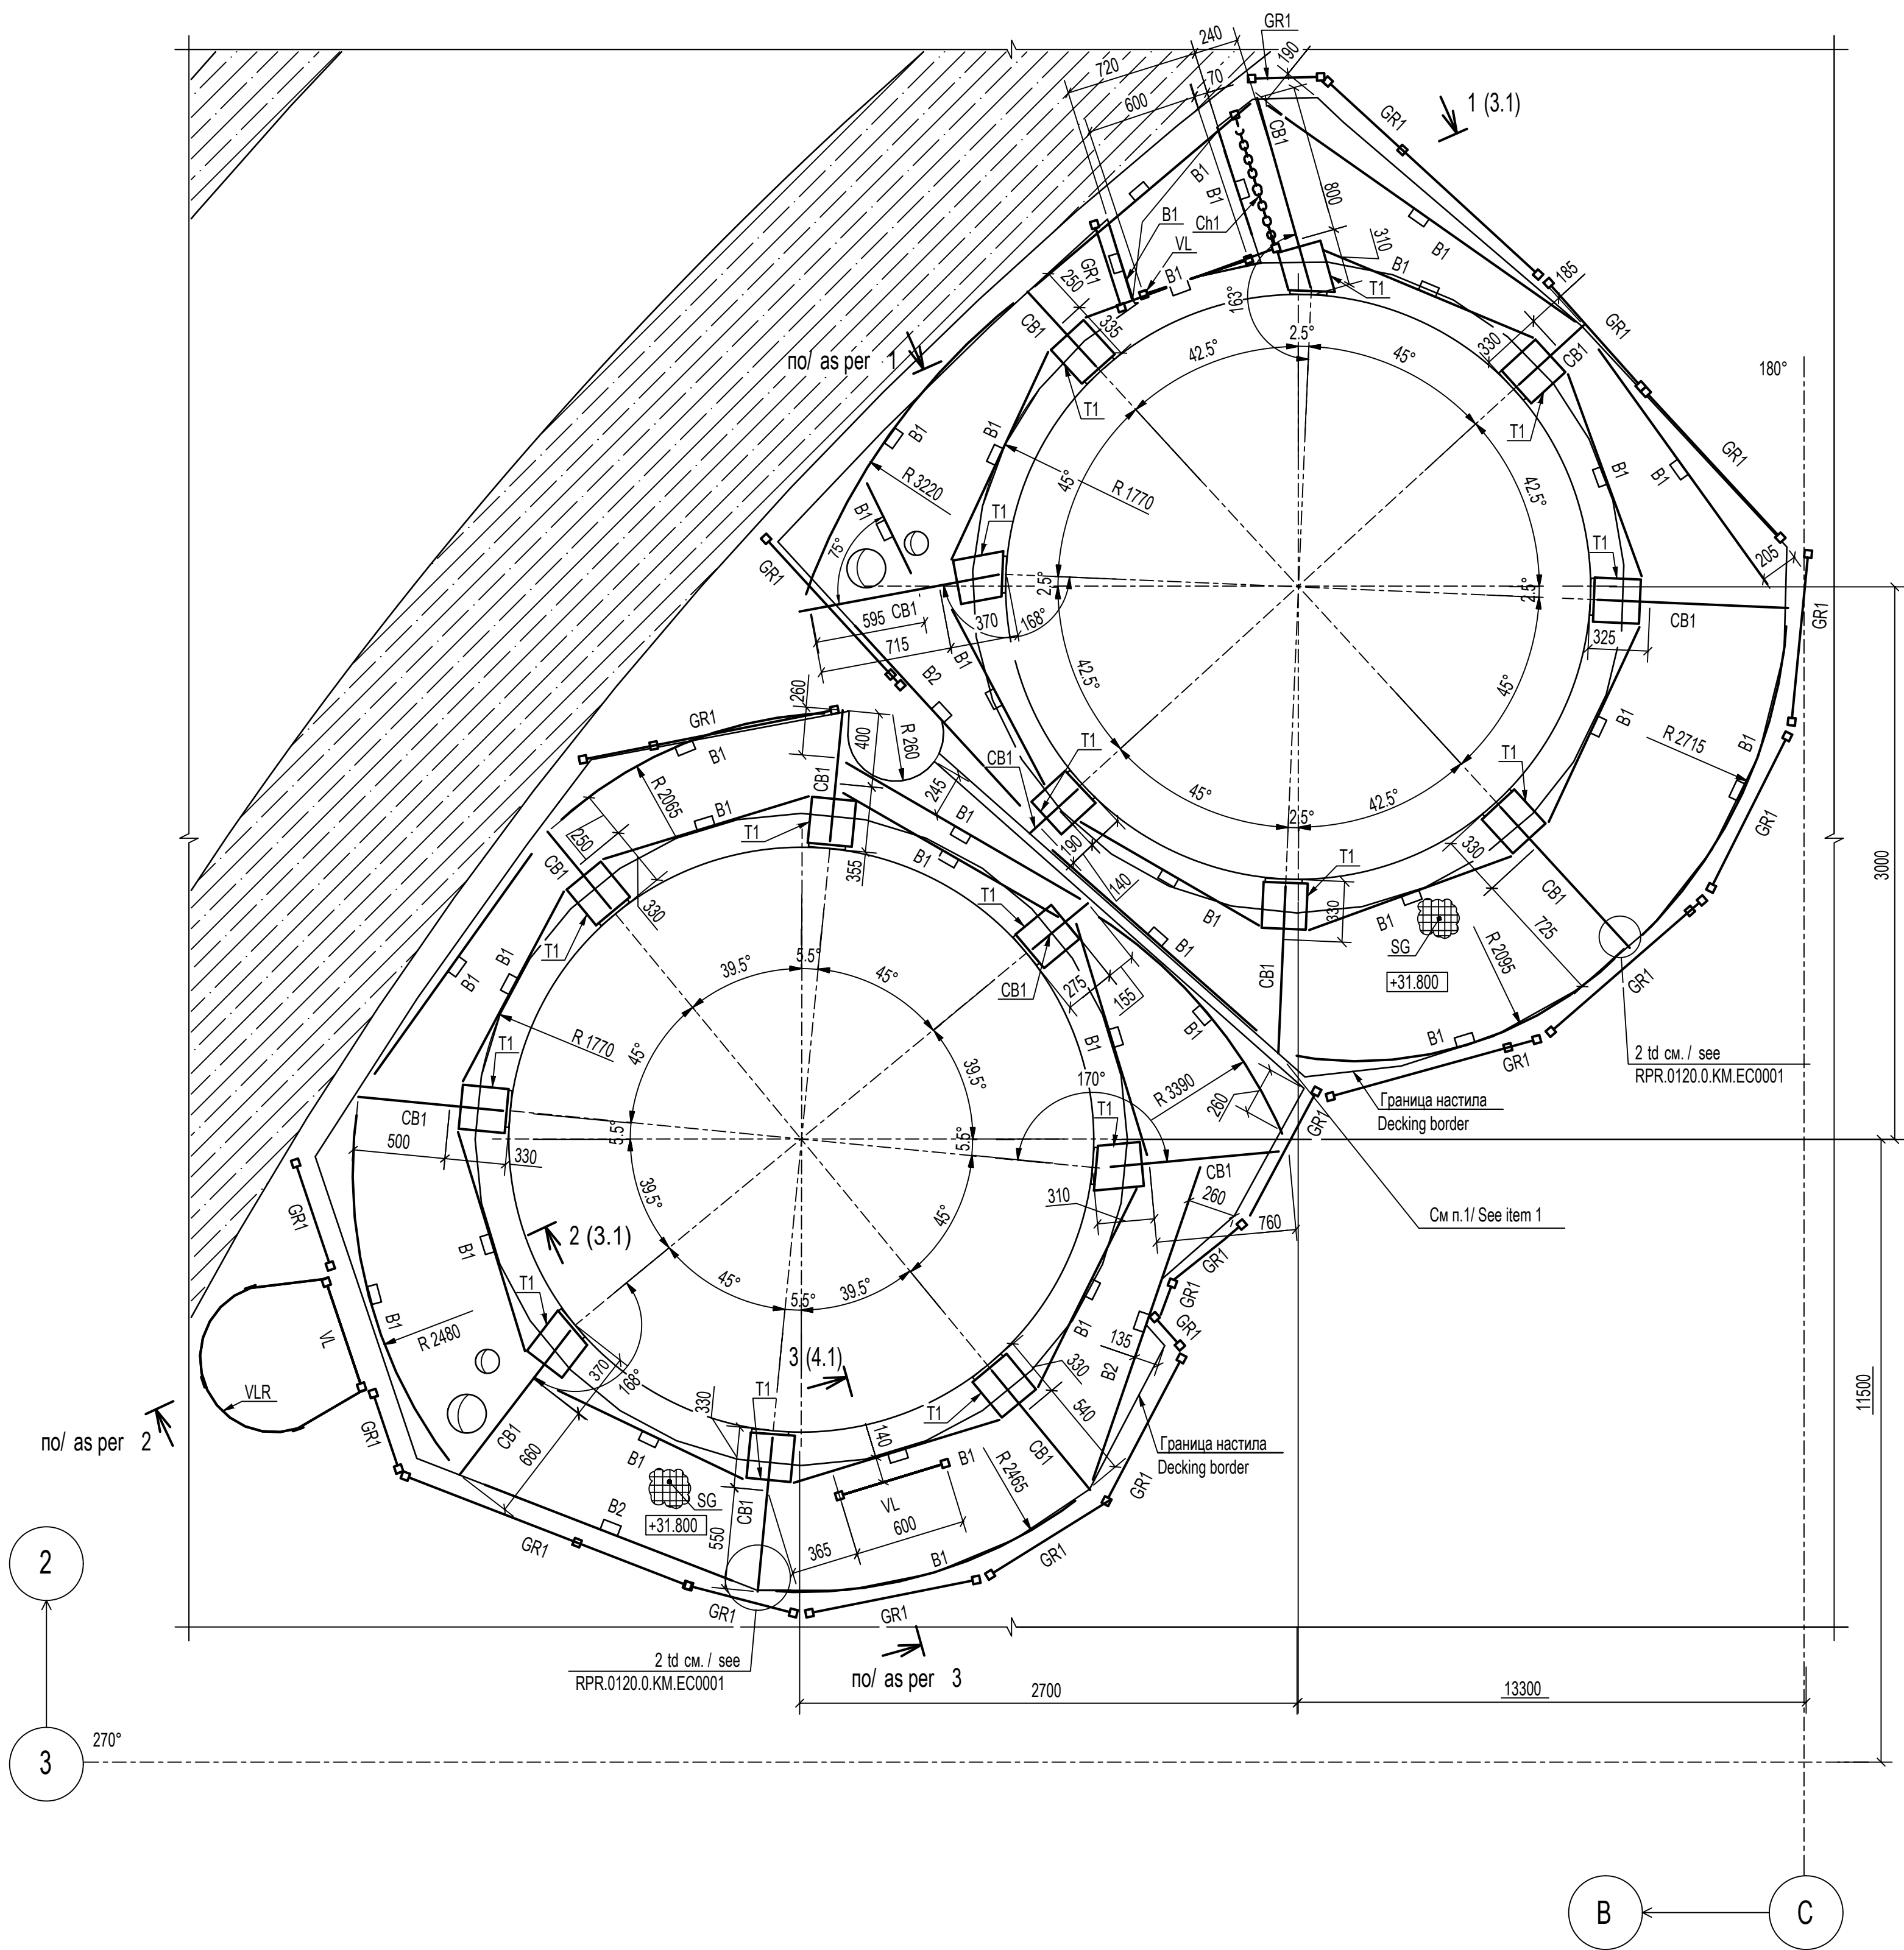 GR1
240
190
720
70
600
GR1
1 (3.1)
CB1
B1
B1
800
Ch1
B1
VL
310
B1
B1
GR1
B1
185
250
T1
163°
CB1
335
2.5°
GR1
330
CB1
по/ as per 1
42.5°
45°
180°
T1
T1
B1
B1
GR1
B1
B1
R 3220
45°
R 1770
42.5°
B1
T1
T1
75°
205
GR1
2.5°
2.5°
595
CB1
370
168°
CB1
GR1
325
715
B1
B2
42.5°
45°
260
GR1
B1
B1
R 2715
B1
400
R 260
T1
CB1
R 2065
CB1
245
45°
42.5°
GR1
B1
B1
T1
2.5°
250
T1
190
330
3000
CB1
B1
355
140
CB1
330
T1
B1
330
725
T1
B1
B1
SG
B1
B1
39.5°
5.5°
45°
CB1
275
155
CB1
+31.800
R 2095
GR1
R 1770
B1
B1
B1
T1
45°
39.5°
170°
R 3390
GR1
2 td см. / see
RPR.0120.0.KM.EC0001
T1
260
GR1
Граница настила
Decking border
CB1
5.5°
5.5°
500
330
CB1
310
260
См п.1/ See item 1
760
39.5°
45°
GR1
B1
2 (3.1)
GR1
T1
45°
5.5°
39.5°
GR1
GR1
VL
B1
B1
135
R 2480
3 (4.1)
330
B2
370
168°
11500
VLR
330
T1
T1
540
GR1
по/ as per 2
CB1
660
B1
140
B1
CB1
Граница настила
Decking border
R 2465
B2
SG
+31.800
CB1
VL
600
GR1
GR1
550
365
B1
GR1
2
GR1
GR1
2 td см. / see
RPR.0120.0.KM.EC0001
по/ as per 3
2700
13300
270°
3
B
C